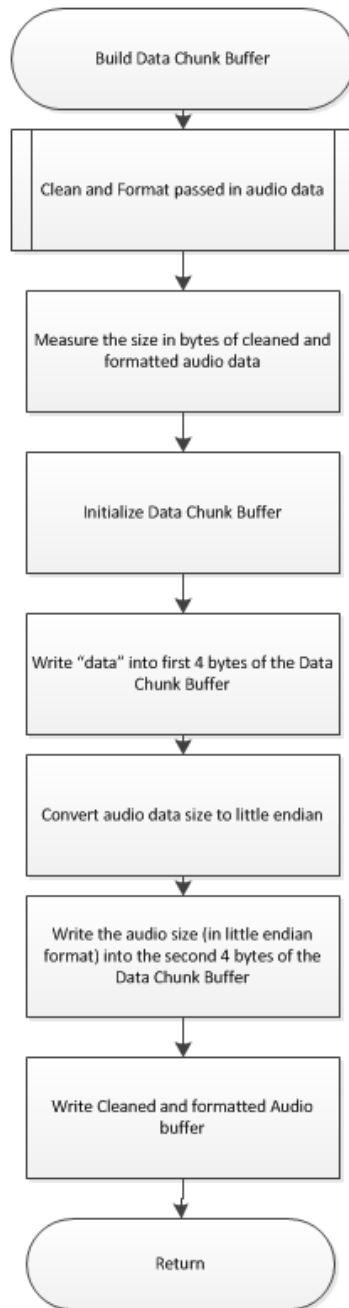 Build Data Chunk Buffer
Clean and Format passed in audio data
Measure the size in bytes of cleaned and
formatted audio data
Initialize Data Chunk Buffer
Write “data” into first 4 bytes of the Data
Chunk Buffer
Convert audio data size to little endian
Write the audio size (in little endian
format) into the second 4 bytes of the
Data Chunk Buffer
Write Cleaned and formatted Audio
buffer
Return